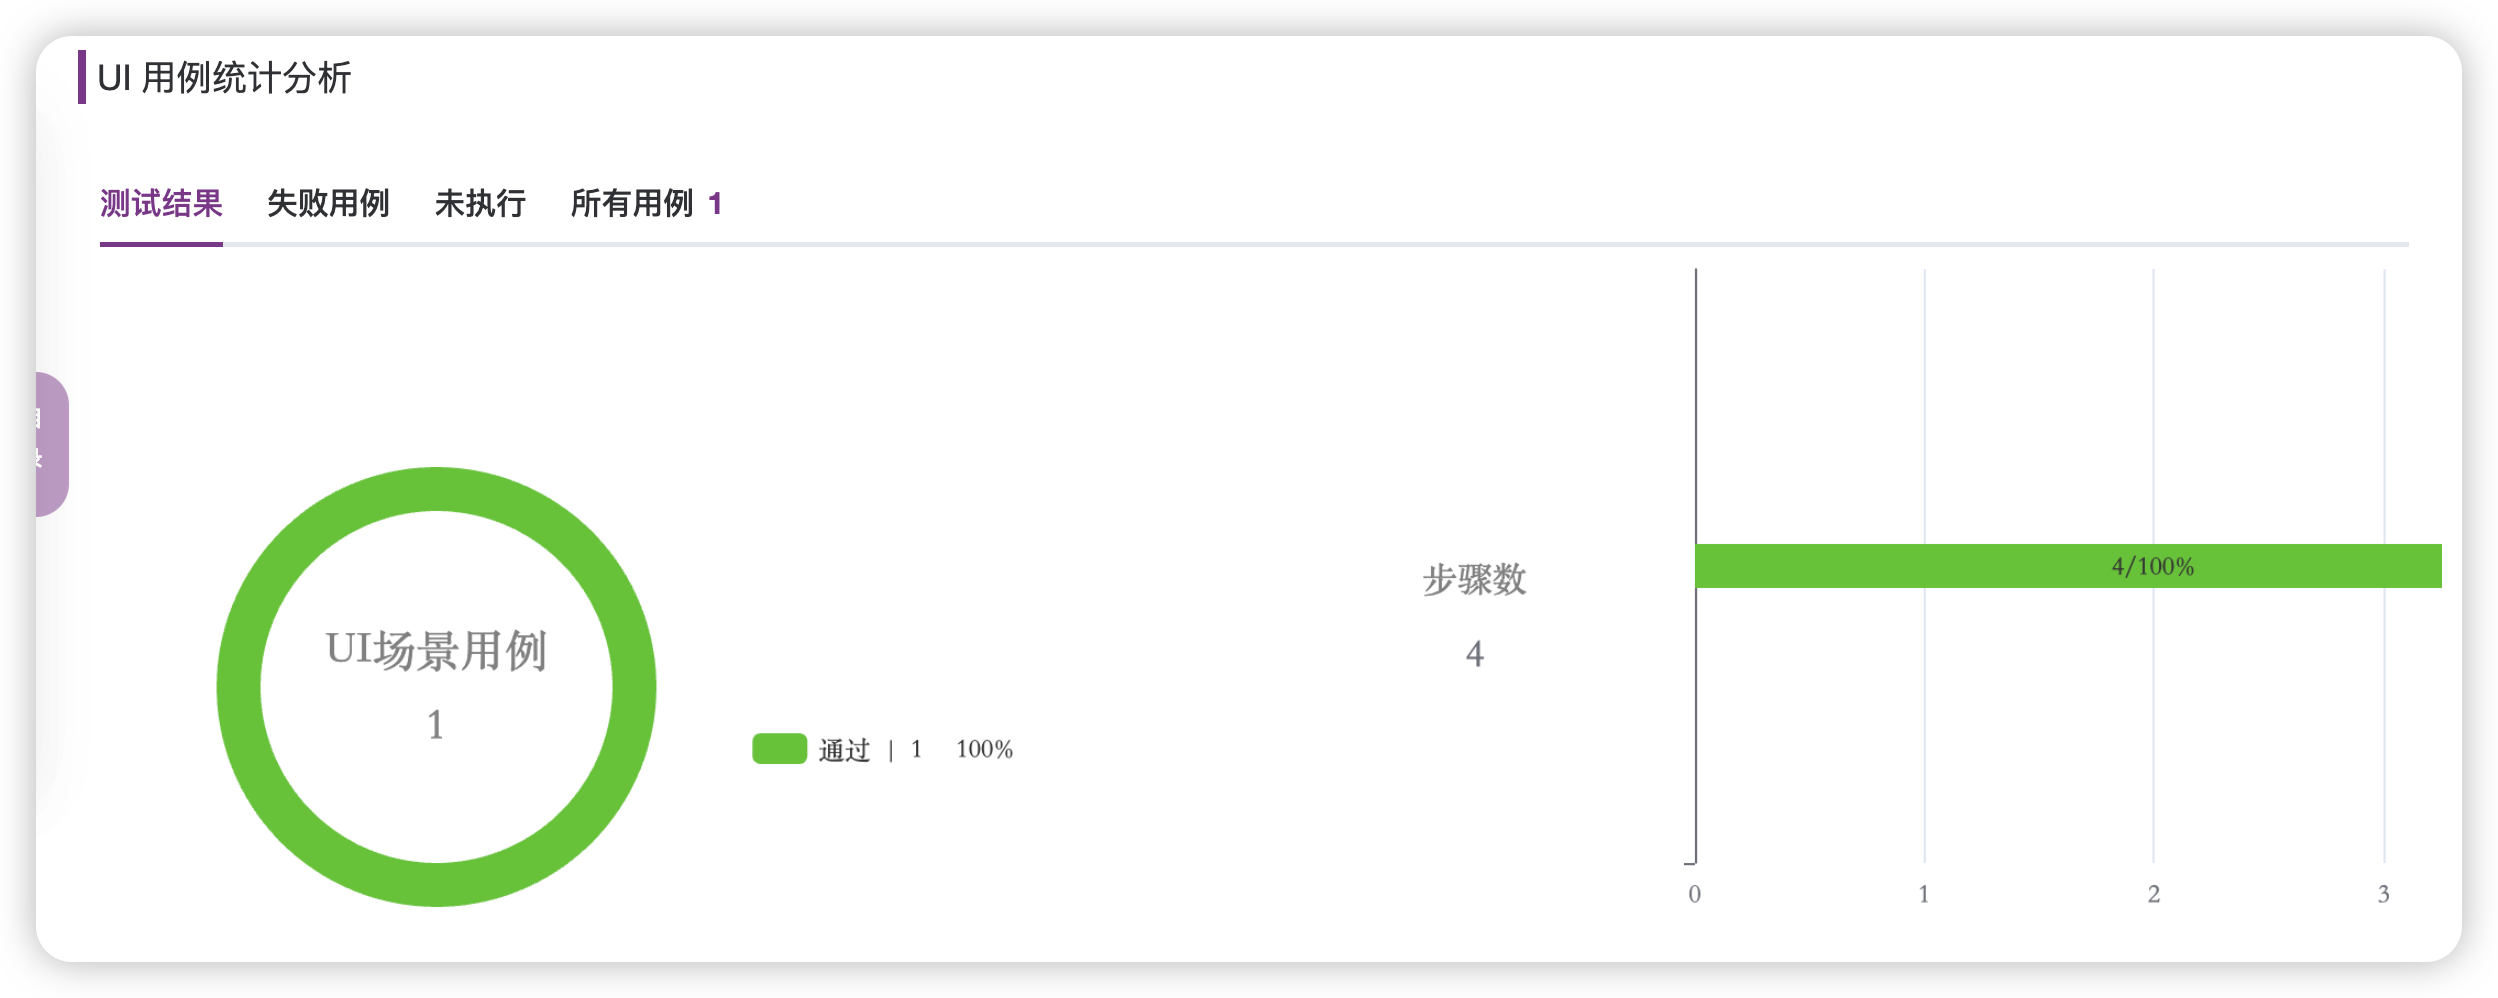 UI 用例统计分析
测试结果 失败用例 未执行 所有用例 1
UI场景用例
1
通过 | 1 100%
步骤数
4
4/100%
0 1 2 3